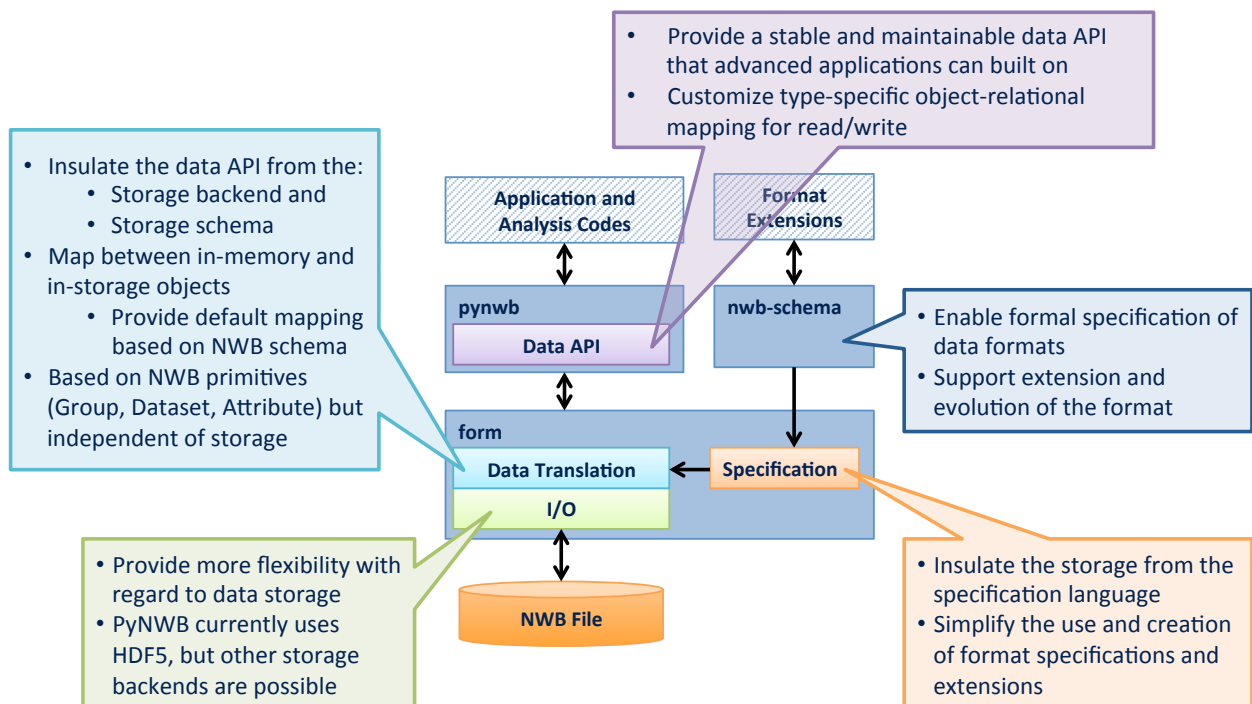 • Provide a stable and maintainable data API
that advanced applications can built on
• Customize type-specific object-relational
mapping for read/write
• Insulate the data API from the:
• Storage backend and
• Storage schema
• Map between in-memory and
in-storage objects
• Provide default mapping
based on NWB schema
• Based on NWB primitives
(Group, Dataset, Attribute) but
independent of storage
Application and
Analysis Codes
Format
Extensions
pynwb
Data API
nwb-schema
• Enable formal specification of
data formats
• Support extension and
evolution of the format
form
Data Translation
I/O
Specification
NWB File
• Provide more flexibility with
regard to data storage
• PyNWB currently uses
HDF5, but other storage
backends are possible
• Insulate the storage from the
specification language
• Simplify the use and creation
of format specifications and
extensions